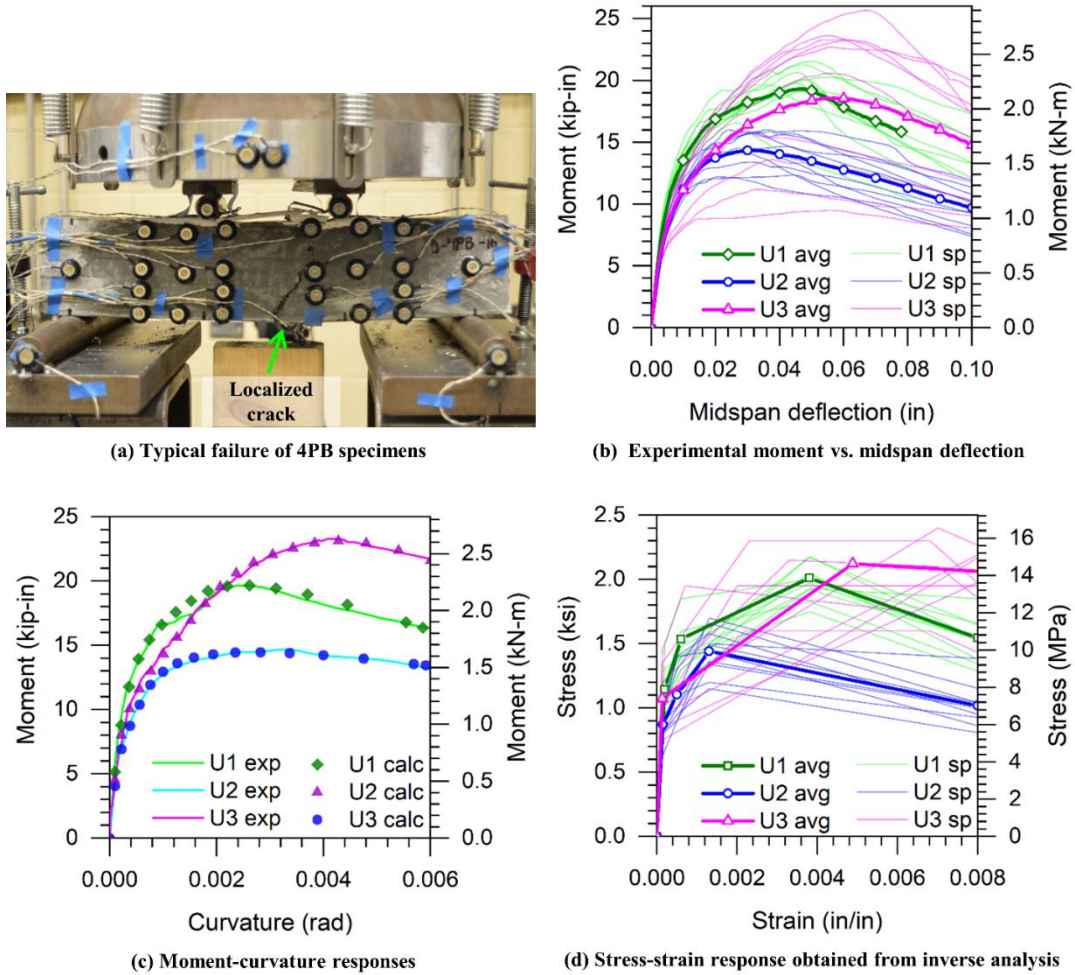 Localized
crack
(a) Typical failure of 4PB specimens
25
20
15
10
5
0
Moment (kip-in)
2.5
2.0
1.5
1.0
0.5
0.0
Moment (kN-m)
U1 avg U1 sp
U2 avg U2 sp
U3 avg U3 sp
0.00 0.02 0.04 0.06 0.08 0.10
Midspan deflection (in)
(b) Experimental moment vs. midspan deflection
25
20
15
10
5
0
Moment (kip-in)
2.5
2.0
1.5
1.0
0.5
0.0
Moment (kN-m)
U1 exp U1 calc
U2 exp U2 calc
U3 exp U3 calc
0.000 0.002 0.004 0.006
Curvature (rad)
(c) Moment-curvature responses
2.5
2.0
1.5
1.0
0.5
0.0
Stress (ksi)
16
14
12
10
8
6
4
2
0
Stress (MPa)
U1 avg U1 sp
U2 avg U2 sp
U3 avg U3 sp
0.000 0.002 0.004 0.006 0.008
Strain (in/in)
(d) Stress-strain response obtained from inverse analysis